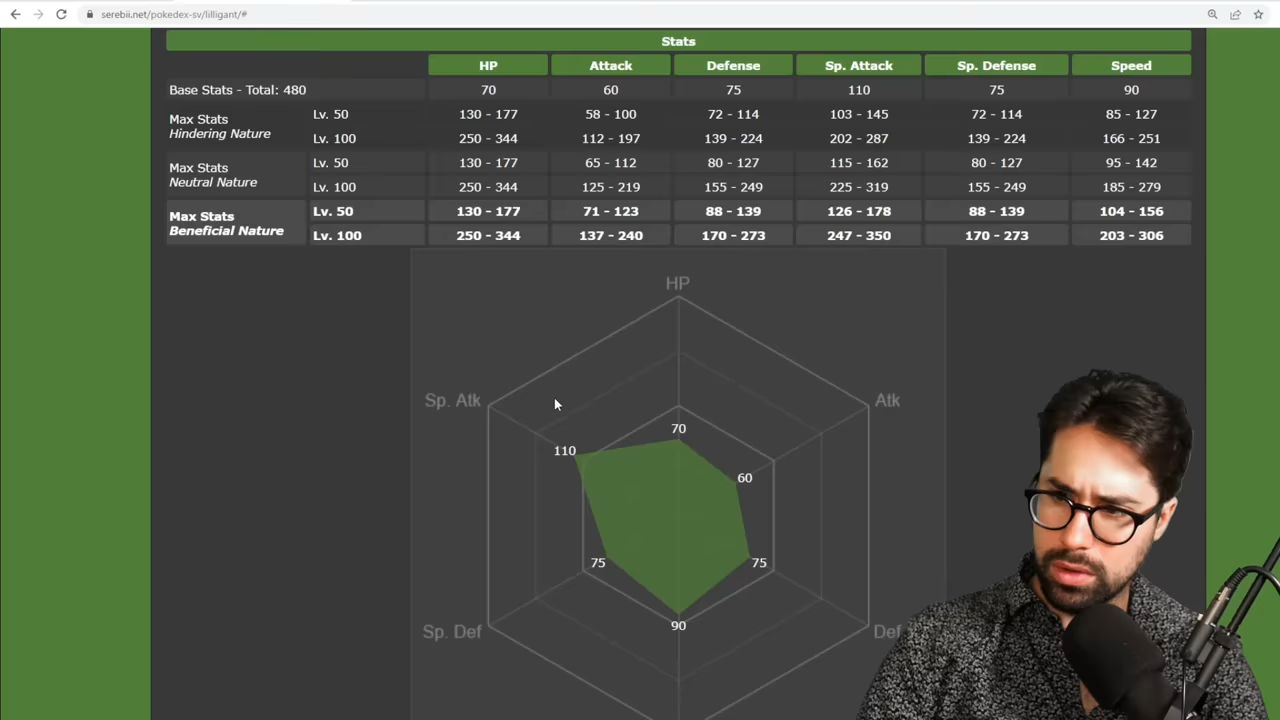 serebii.net/pokedex-sv/lilligant/#
Stats
HP Attack Defense Sp. Attack Sp. Defense Speed
Base Stats - Total: 480 70 60 75 110 75 90
Max Stats
Hindering Nature
Lv. 50 130 - 177 58 - 100 72 - 114 103 - 145 72 - 114 85 - 127
Lv. 100 250 - 344 112 - 197 139 - 224 202 - 287 139 - 224 166 - 251
Max Stats
Neutral Nature
Lv. 50 130 - 177 65 - 112 80 - 127 115 - 162 80 - 127 95 - 142
Lv. 100 250 - 344 125 - 219 155 - 249 225 - 319 155 - 249 185 - 279
Max Stats
Beneficial Nature
Lv. 50 130 - 177 71 - 123 88 - 139 126 - 178 88 - 139 104 - 156
Lv. 100 250 - 344 137 - 240 170 - 273 247 - 350 170 - 273 203 - 306
HP
Sp. Atk Atk
70
110 60
75 75
90
Sp. Def Def